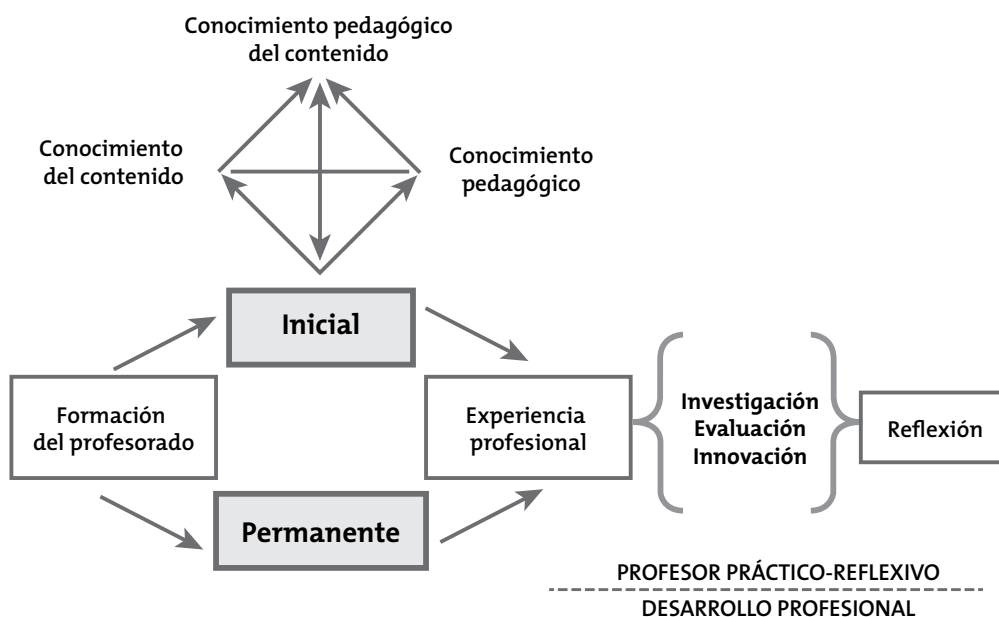 Conocimiento pedagógico
del contenido
Conocimiento
del contenido
Conocimiento
pedagógico
Inicial
Formación
del profesorado
Experiencia
profesional
Investigación
Evaluación
Innovación
Reflexión
Permanente
PROFESOR PRÁCTICO-REFLEXIVO
DESARROLLO PROFESIONAL